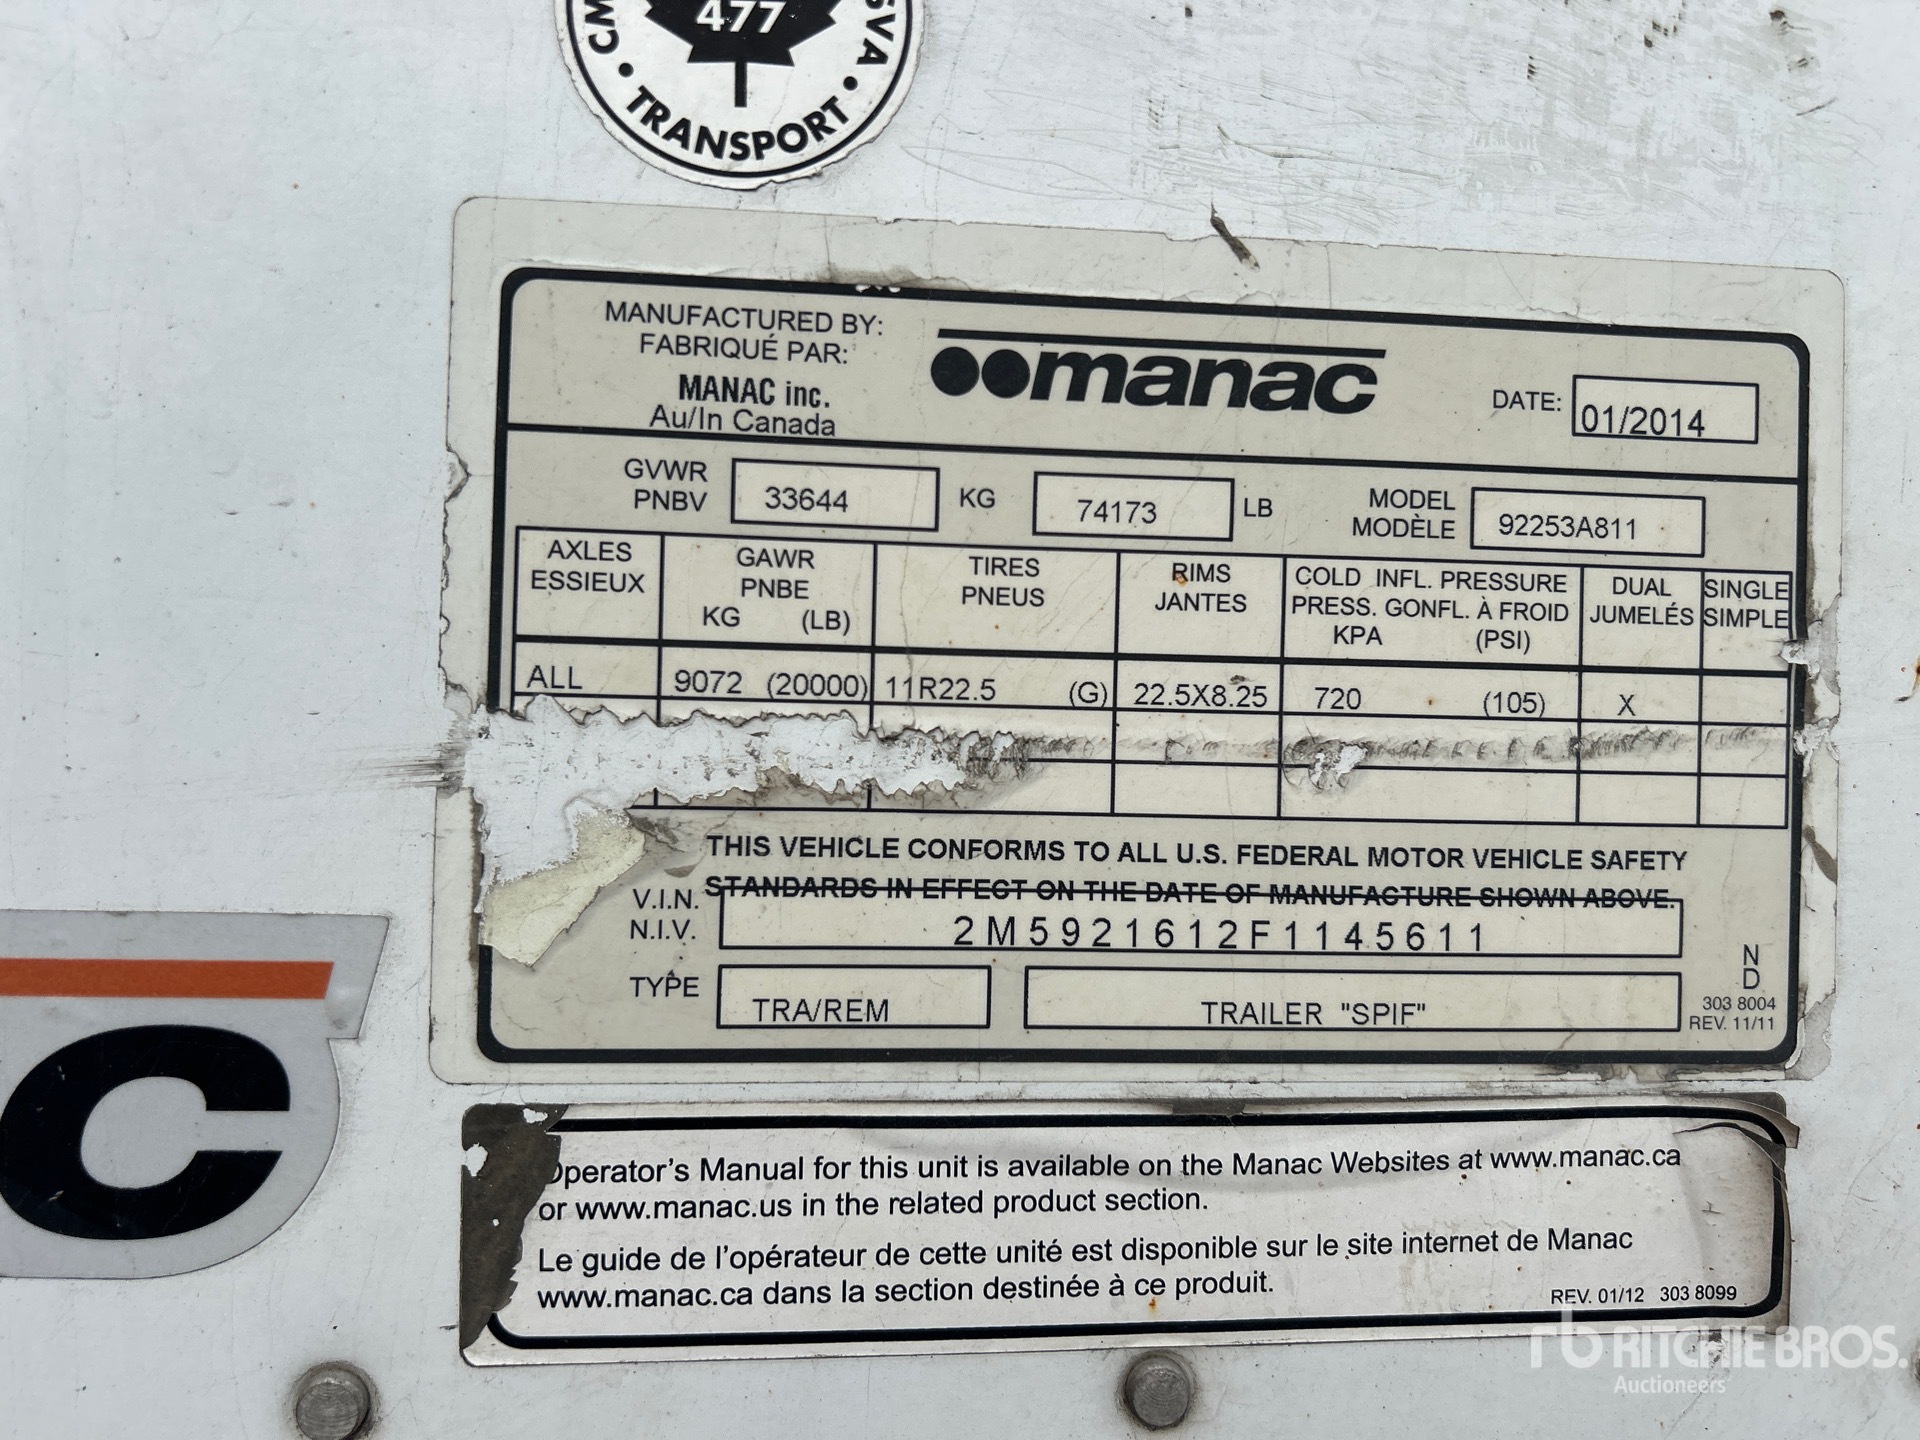 477
CM
SVA
• TRANSPORT •
MANUFACTURED BY:
FABRIQUÉ PAR:
MANAC inc.
Au/In Canada
manac
DATE: 01/2014
GVWR
PNBV
33644 KG 74173 LB
MODEL
MODÈLE
92253A811
AXLES
ESSIEUX
GAWR
PNBE
KG (LB)
TIRES
PNEUS
RIMS
JANTES
COLD INFL. PRESSURE
PRESS. GONFL. À FROID
KPA (PSI)
DUAL
JUMELÉS
SINGLE
SIMPLE
ALL 9072 (20000) 11R22.5 (G) 22.5X8.25 720 (105) X
THIS VEHICLE CONFORMS TO ALL U.S. FEDERAL MOTOR VEHICLE SAFETY
STANDARDS IN EFFECT ON THE DATE OF MANUFACTURE SHOWN ABOVE.
V.I.N.
N.I.V.
2M5921612F1145611
TYPE TRA/REM TRAILER "SPIF"
N
D
303 8004
REV. 11/11
C
Operator's Manual for this unit is available on the Manac Websites at www.manac.ca
or www.manac.us in the related product section.
Le guide de l'opérateur de cette unité est disponible sur le site internet de Manac
www.manac.ca dans la section destinée à ce produit.
REV. 01/12 303 8099
rb RITCHIE BROS.
Auctioneers